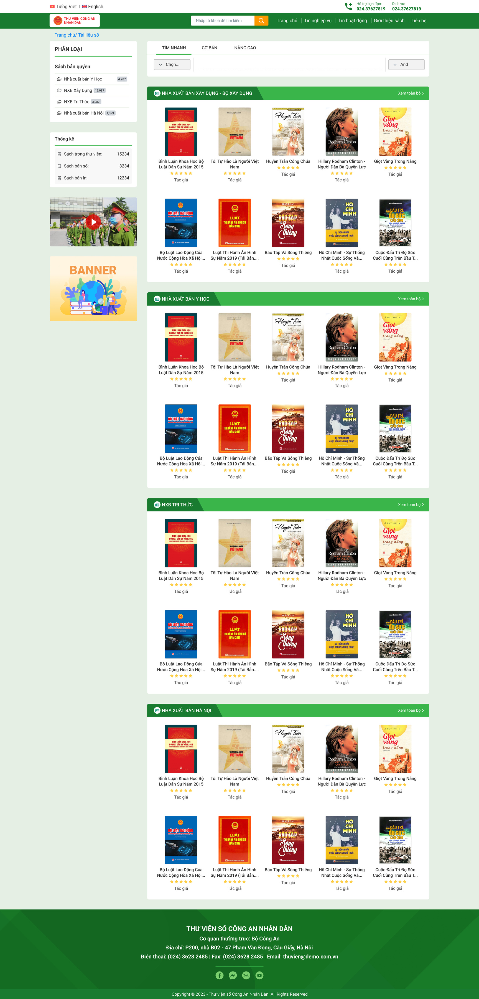 Tiếng Việt I English
Hỗ trợ bạn đọc:
024.37627819
Dịch vụ:
024.37627819
THƯ VIỆN CÔNG AN
NHÂN DÂN
Nhập từ khoá để tìm kiếm
Trang chủ Tin nghiệp vụ Tin hoạt động Giới thiệu sách Liên hệ
Trang chủ/ Tài liệu số
PHÂN LOẠI
Sách bản quyền
Nhà xuất bản Y Học 4.287
NXB Xây Dựng 19.987
NXB Tri Thức 3,987
Nhà xuất bản Hà Nội 1,329
Thống kê
Sách trong thư viện: 15234
Sách bản số: 3234
Sách bản in: 12234
BANNER
TÌM NHANH CƠ BẢN NÂNG CAO
Chọn... And
NHÀ XUẤT BẢN XÂY DỰNG - BỘ XÂY DỰNG Xem toàn bộ
Bình Luận Khoa Học Bộ
Luật Dân Sự Năm 2015
Tác giả
Tôi Tự Hào Là Người Việt
Nam
Tác giả
Huyền Trân Công Chúa
Tác giả
Hillary Rodham Clinton -
Người Đàn Bà Quyền Lực
Tác giả
Giọt Vàng Trong Nắng
Tác giả
Bộ Luật Lao Động Của
Nước Cộng Hòa Xã Hội...
Tác giả
Luật Thi Hành Án Hình
Sự Năm 2019 (Tái Bản....
Tác giả
Bão Táp Và Sông Thiêng
Tác giả
Hồ Chí Minh - Sự Thống
Nhất Cuộc Sống Và...
Tác giả
Cuộc Đấu Trí Đọ Sức
Cuối Cùng Trên Bầu T...
Tác giả
NHÀ XUẤT BẢN Y HỌC Xem toàn bộ
Bình Luận Khoa Học Bộ
Luật Dân Sự Năm 2015
Tác giả
Tôi Tự Hào Là Người Việt
Nam
Tác giả
Huyền Trân Công Chúa
Tác giả
Hillary Rodham Clinton -
Người Đàn Bà Quyền Lực
Tác giả
Giọt Vàng Trong Nắng
Tác giả
Bộ Luật Lao Động Của
Nước Cộng Hòa Xã Hội...
Tác giả
Luật Thi Hành Án Hình
Sự Năm 2019 (Tái Bản....
Tác giả
Bão Táp Và Sông Thiêng
Tác giả
Hồ Chí Minh - Sự Thống
Nhất Cuộc Sống Và...
Tác giả
Cuộc Đấu Trí Đọ Sức
Cuối Cùng Trên Bầu T...
Tác giả
NXB TRI THỨC Xem toàn bộ
Bình Luận Khoa Học Bộ
Luật Dân Sự Năm 2015
Tác giả
Tôi Tự Hào Là Người Việt
Nam
Tác giả
Huyền Trân Công Chúa
Tác giả
Hillary Rodham Clinton -
Người Đàn Bà Quyền Lực
Tác giả
Giọt Vàng Trong Nắng
Tác giả
Bộ Luật Lao Động Của
Nước Cộng Hòa Xã Hội...
Tác giả
Luật Thi Hành Án Hình
Sự Năm 2019 (Tái Bản....
Tác giả
Bão Táp Và Sông Thiêng
Tác giả
Hồ Chí Minh - Sự Thống
Nhất Cuộc Sống Và...
Tác giả
Cuộc Đấu Trí Đọ Sức
Cuối Cùng Trên Bầu T...
Tác giả
NHÀ XUẤT BẢN HÀ NỘI Xem toàn bộ
Bình Luận Khoa Học Bộ
Luật Dân Sự Năm 2015
Tác giả
Tôi Tự Hào Là Người Việt
Nam
Tác giả
Huyền Trân Công Chúa
Tác giả
Hillary Rodham Clinton -
Người Đàn Bà Quyền Lực
Tác giả
Giọt Vàng Trong Nắng
Tác giả
Bộ Luật Lao Động Của
Nước Cộng Hòa Xã Hội...
Tác giả
Luật Thi Hành Án Hình
Sự Năm 2019 (Tái Bản....
Tác giả
Bão Táp Và Sông Thiêng
Tác giả
Hồ Chí Minh - Sự Thống
Nhất Cuộc Sống Và...
Tác giả
Cuộc Đấu Trí Đọ Sức
Cuối Cùng Trên Bầu T...
Tác giả
THƯ VIỆN SỐ CÔNG AN NHÂN DÂN
Cơ quan thường trực: Bộ Công An
Địa chỉ: P200, nhà B02 - 47 Phạm Văn Đồng, Cầu Giấy, Hà Nội
Điện thoại: (024) 3628 2485 | Fax: (024) 3628 2485 | Email: thuvien@demo.com.vn
Zalo
Copyright © 2023 - Thư viện số Công An Nhân Dân. All Rights Reserved